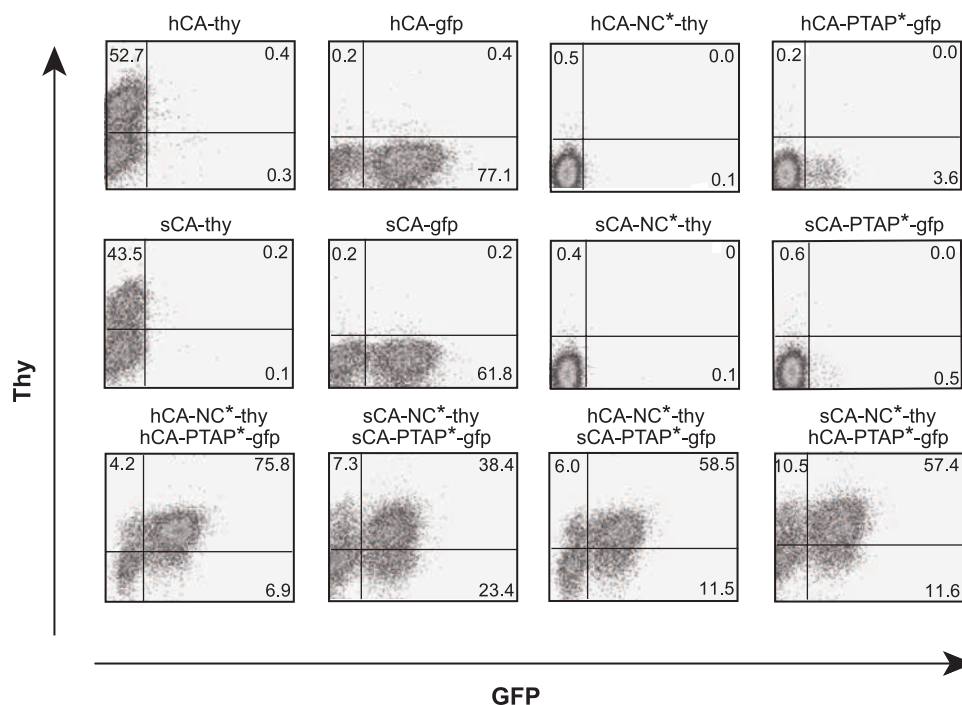 hCA-thy hCA-gfp hCA-NC*-thy hCA-PTAP*-gfp
52.7 0.4 0.2 0.4 0.5 0.0 0.2 0.0
0.3 77.1 0.1 3.6
sCA-thy sCA-gfp sCA-NC*-thy sCA-PTAP*-gfp
43.5 0.2 0.2 0.2 0.4 0 0.6 0.0
0.1 61.8 0.1 0.5
hCA-NC*-thy sCA-NC*-thy hCA-NC*-thy sCA-NC*-thy
hCA-PTAP*-gfp sCA-PTAP*-gfp sCA-PTAP*-gfp hCA-PTAP*-gfp
4.2 75.8 7.3 38.4 6.0 58.5 10.5 57.4
6.9 23.4 11.5 11.6
Thy
GFP